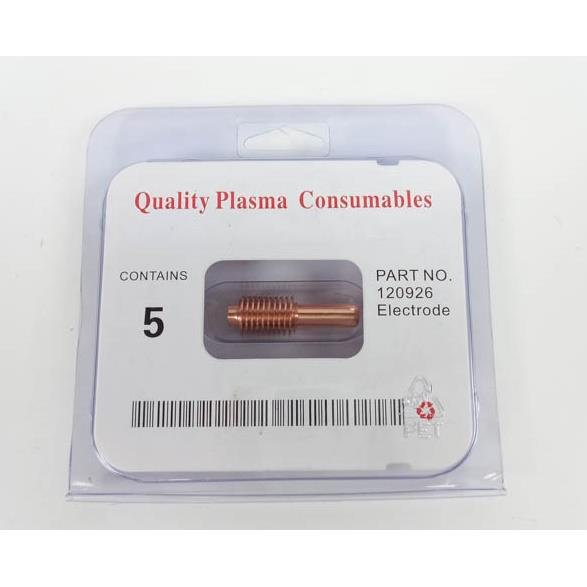 Quality Plasma Consumables
CONTAINS
5
PART NO.
120926
Electrode
PET